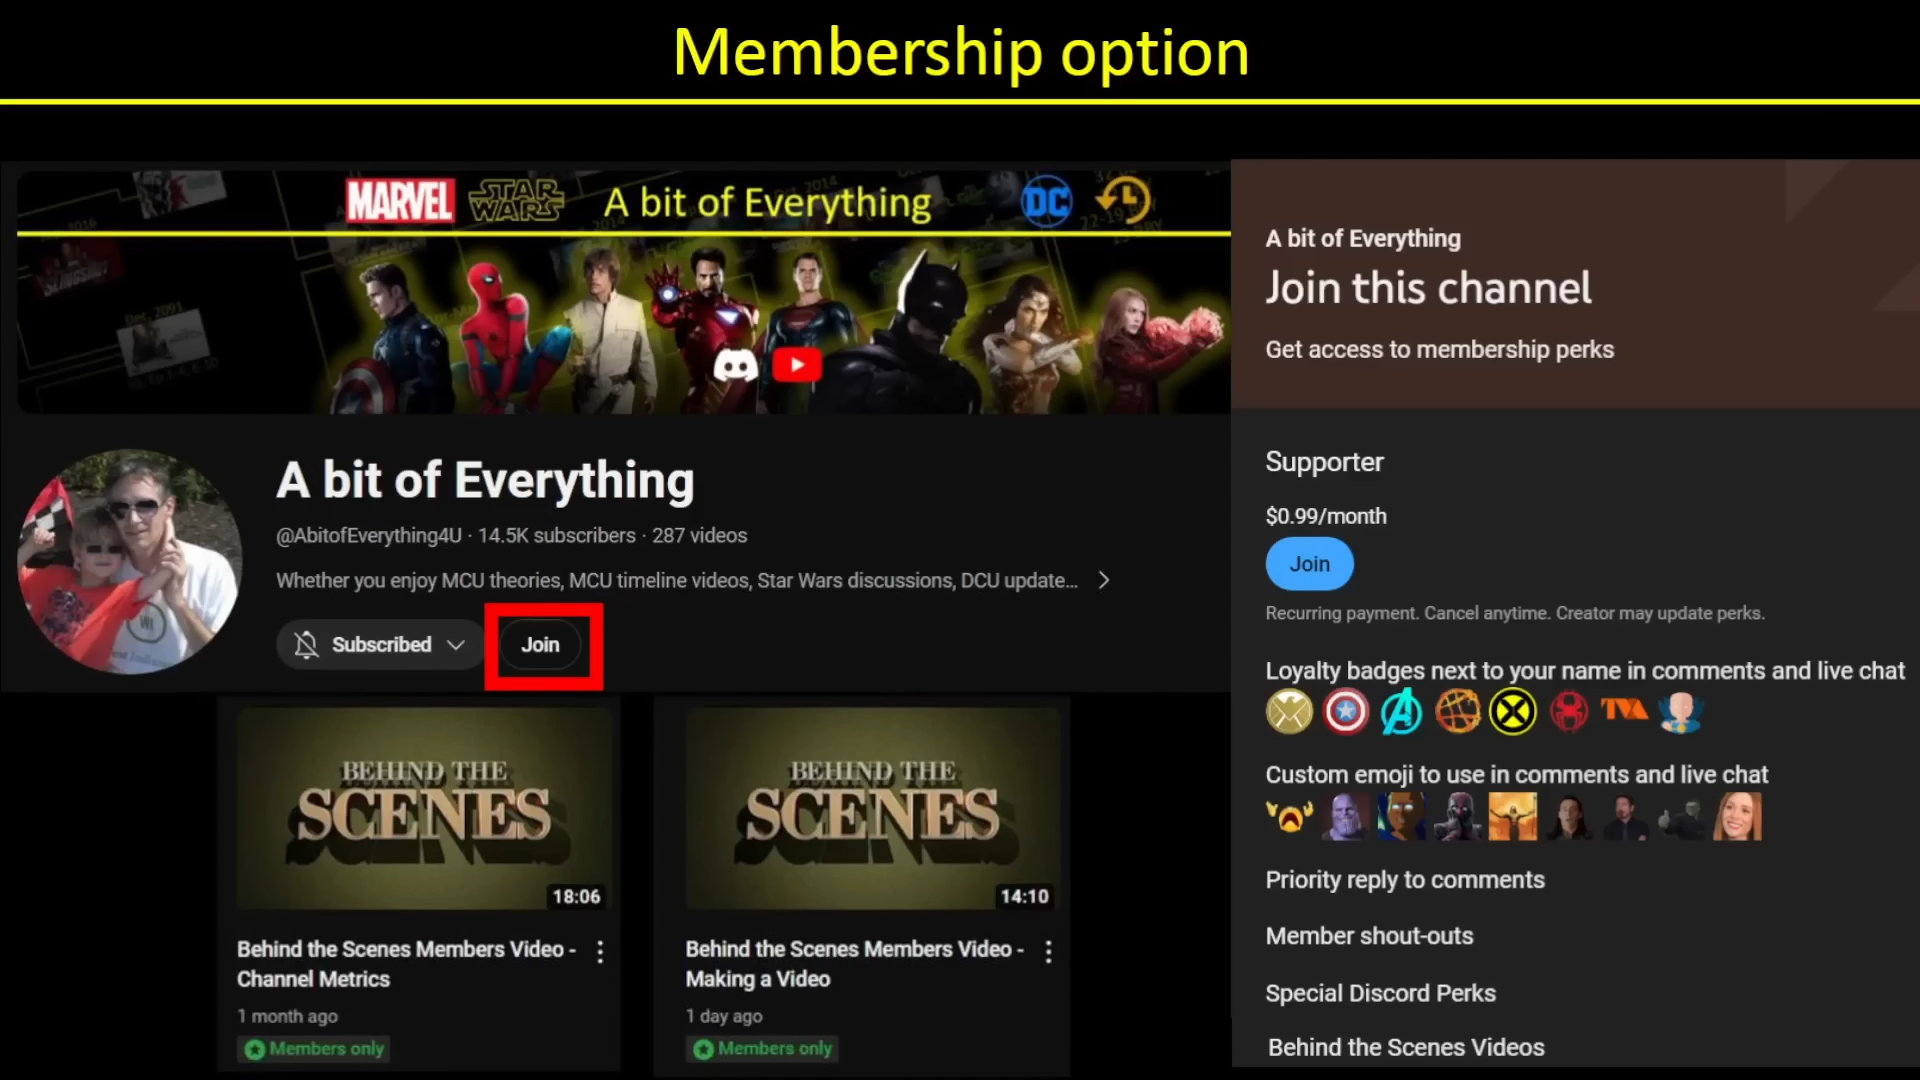 Membership option
MARVEL STAR WARS A bit of Everything DC
A bit of Everything
@AbitofEverything4U · 14.5K subscribers · 287 videos
Whether you enjoy MCU theories, MCU timeline videos, Star Wars discussions, DCU update...
Subscribed Join
BEHIND THE
SCENES
18:06
Behind the Scenes Members Video -
Channel Metrics
1 month ago
Members only
BEHIND THE
SCENES
14:10
Behind the Scenes Members Video -
Making a Video
1 day ago
Members only
A bit of Everything
Join this channel
Get access to membership perks
Supporter
$0.99/month
Join
Recurring payment. Cancel anytime. Creator may update perks.
Loyalty badges next to your name in comments and live chat
TVA
Custom emoji to use in comments and live chat
Priority reply to comments
Member shout-outs
Special Discord Perks
Behind the Scenes Videos